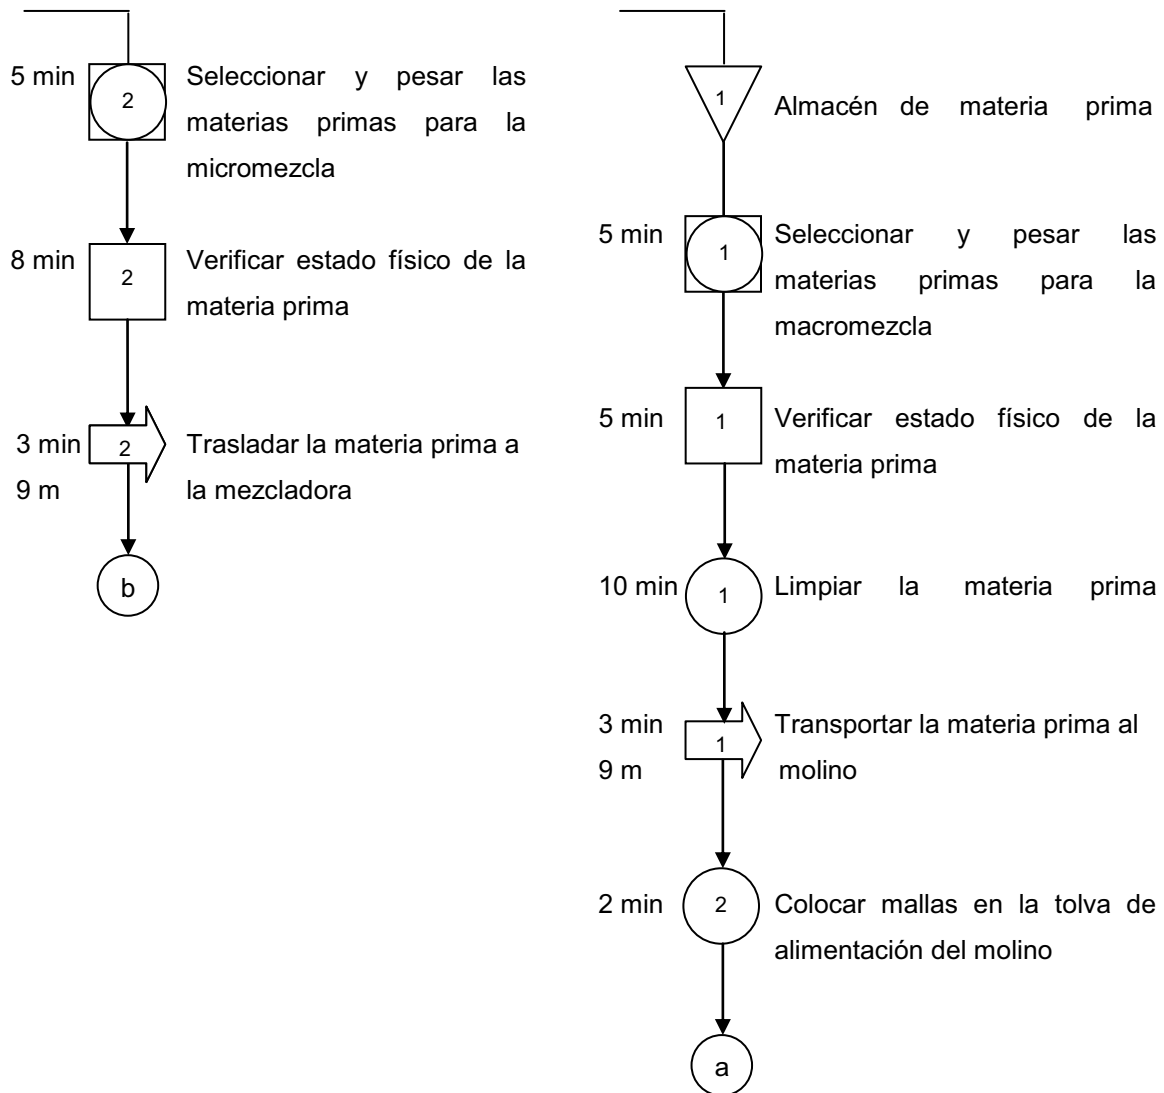 5 min
2
Seleccionar y pesar las
materias primas para la
micromezcla
8 min
2
Verificar estado físico de la
materia prima
3 min
9 m
2
Trasladar la materia prima a
la mezcladora
b
1
Almacén de materia prima
5 min
1
Seleccionar y pesar las
materias primas para la
macromezcla
5 min
1
Verificar estado físico de la
materia prima
10 min
1
Limpiar la materia prima
3 min
9 m
1
Transportar la materia prima al
molino
2 min
2
Colocar mallas en la tolva de
alimentación del molino
a